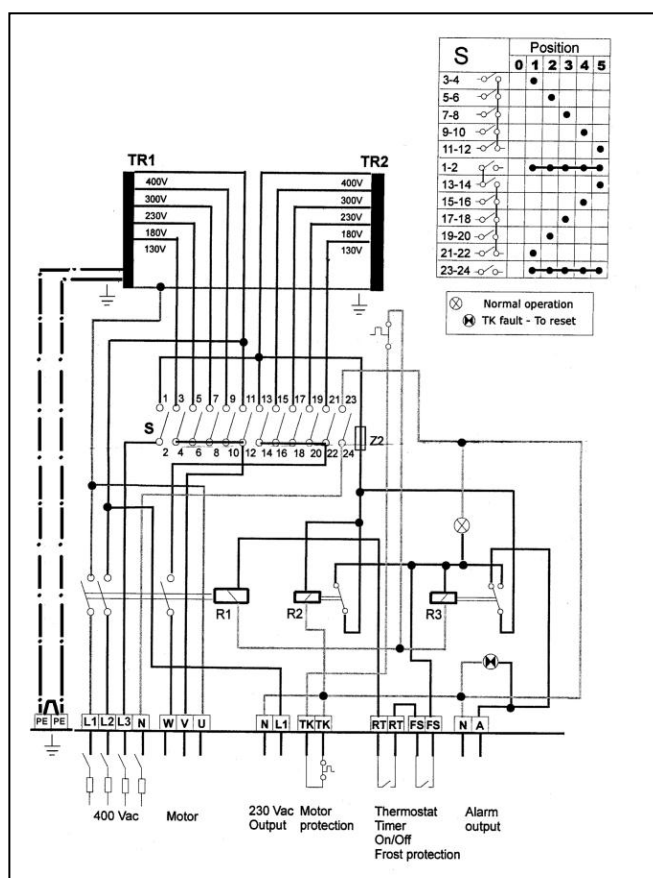 S Position
0 1 2 3 4 5
3-4
5-6
7-8
9-10
11-12
1-2
13-14
15-16
17-18
19-20
21-22
23-24
Normal operation
TK fault - To reset
TR1 TR2
400V 400V
300V 300V
230V 230V
180V 180V
130V 130V
1 3 5 7 9 11 13 15 17 19 21 23
S
2 4 6 8 10 12 14 16 18 20 22 24
Z2
R1 R2 R3
PE PE L1 L2 L3 N W V U N L1 TK TK RT RT FS FS N A
400 Vac Motor 230 Vac Motor Thermostat Alarm
Output protection Timer output
On/Off
Frost protection